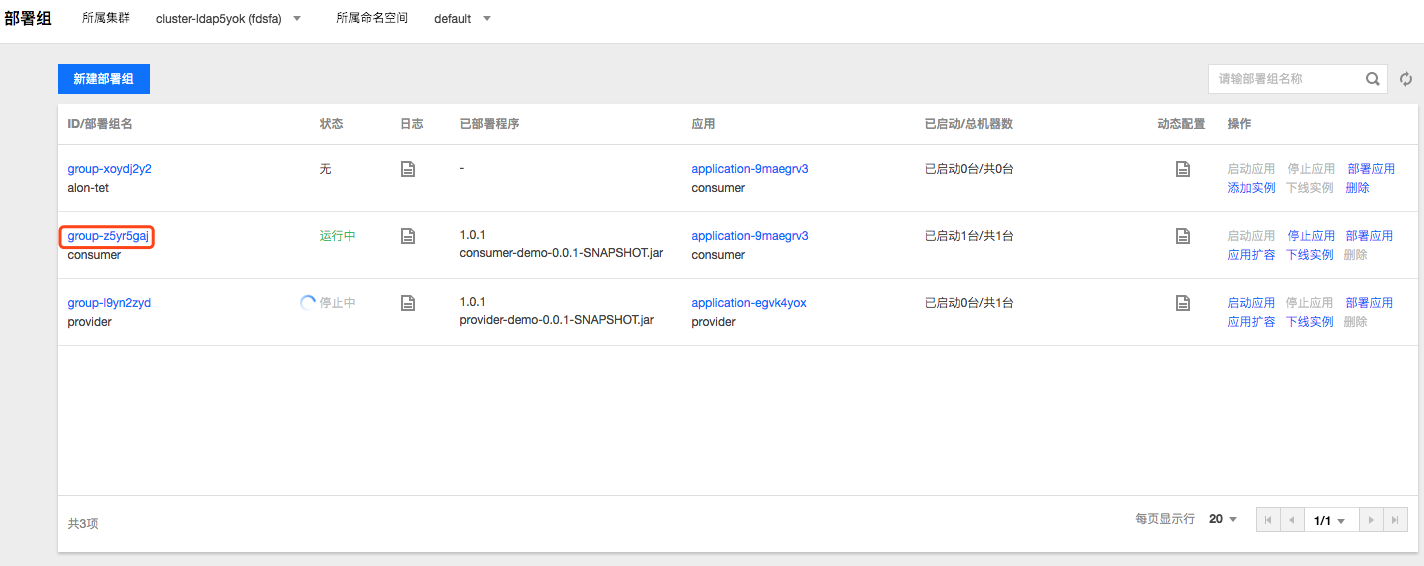 部署组 所属集群 cluster-ldap5yok (fdsfa) 所属命名空间 default
新建部署组 请输部署组名称
ID/部署组名 状态 日志 已部署程序 应用 已启动/总机器数 动态配置 操作
group-xoydj2y2 无 - application-9maegrv3 已启动0台/共0台 启动应用 停止应用 部署应用
alon-tet consumer 添加实例 下线实例 删除
group-z5yr5gaj 运行中 1.0.1 application-9maegrv3 已启动1台/共1台 启动应用 停止应用 部署应用
consumer consumer-demo-0.0.1-SNAPSHOT.jar consumer 应用扩容 下线实例 删除
group-l9yn2zyd 停止中 1.0.1 application-egvk4yox 已启动0台/共1台 启动应用 停止应用 部署应用
provider provider-demo-0.0.1-SNAPSHOT.jar provider 应用扩容 下线实例 删除
共3项 每页显示行 20 1/1